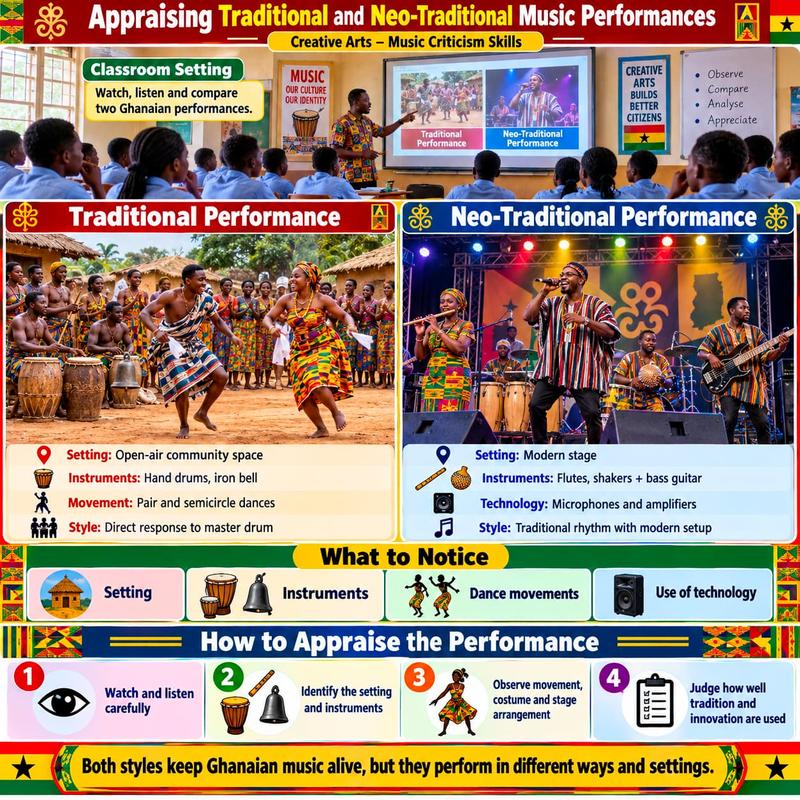 Appraising Traditional and Neo-Traditional Music Performances
Creative Arts – Music Criticism Skills
Classroom Setting
Watch, listen and compare
two Ghanaian performances.
MUSIC
OUR CULTURE
OUR IDENTITY
Traditional
Performance
Neo-Traditional
Performance
CREATIVE
ARTS
BUILDS
BETTER
CITIZENS
• Observe
• Compare
• Analyse
• Appreciate
Traditional Performance
Setting: Open-air community space
Instruments: Hand drums, iron bell
Movement: Pair and semicircle dances
Style: Direct response to master drum
Neo-Traditional Performance
Setting: Modern stage
Instruments: Flutes, shakers + bass guitar
Technology: Microphones and amplifiers
Style: Traditional rhythm with modern setup
What to Notice
Setting
Instruments
Dance movements
Use of technology
How to Appraise the Performance
1
Watch and listen
carefully
2
Identify the setting
and instruments
3
Observe movement,
costume and stage
arrangement
4
Judge how well
tradition and
innovation are used
Both styles keep Ghanaian music alive, but they perform in different ways and settings.